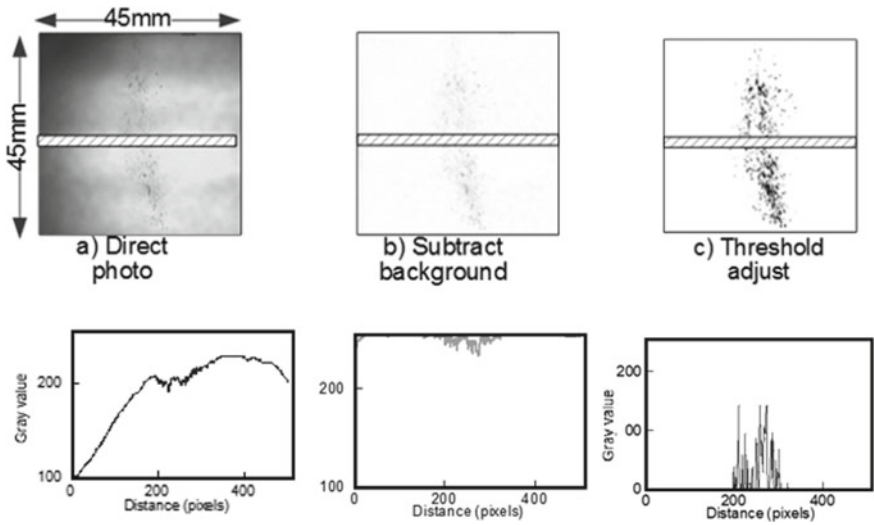 45mm
45mm
a) Direct
photo
b) Subtract
background
c) Threshold
adjust
Gray value
200
100
0
200
400
Distance (pixels)
200
100
0
200
400
Distance (pixels)
Gray value
200
00
0
0
200
400
Distance (pixels)